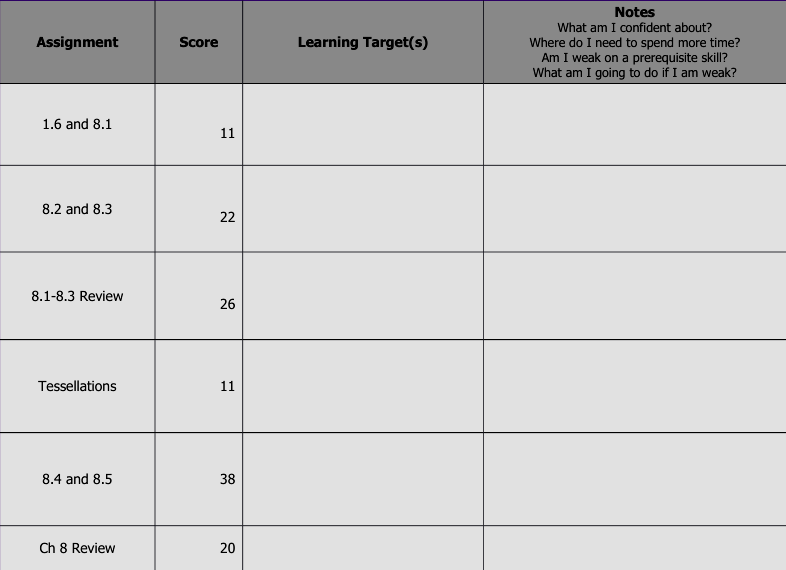 Assignment
Score
Learning Target(s)
Notes
What am I confident about?
Where do I need to spend more time?
Am I weak on a prerequisite skill?
What am I going to do if I am weak?
1.6 and 8.1
11
8.2 and 8.3
22
8.1-8.3 Review
26
Tessellations
11
8.4 and 8.5
38
Ch 8 Review
20